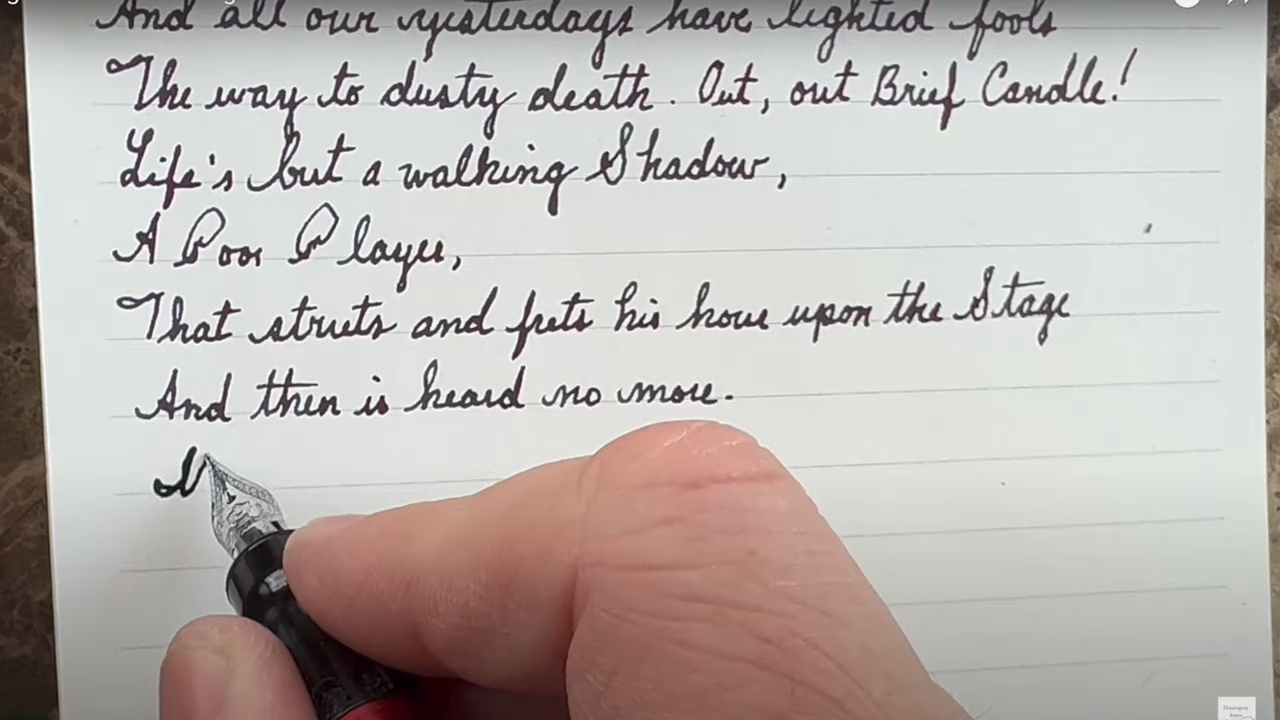 And all our yesterdays have lighted fools
The way to dusty death. Out, out Brief Candle!
Life's but a walking Shadow,
A Poor Player,
That struts and frets his hour upon the Stage
And then is heard no more.